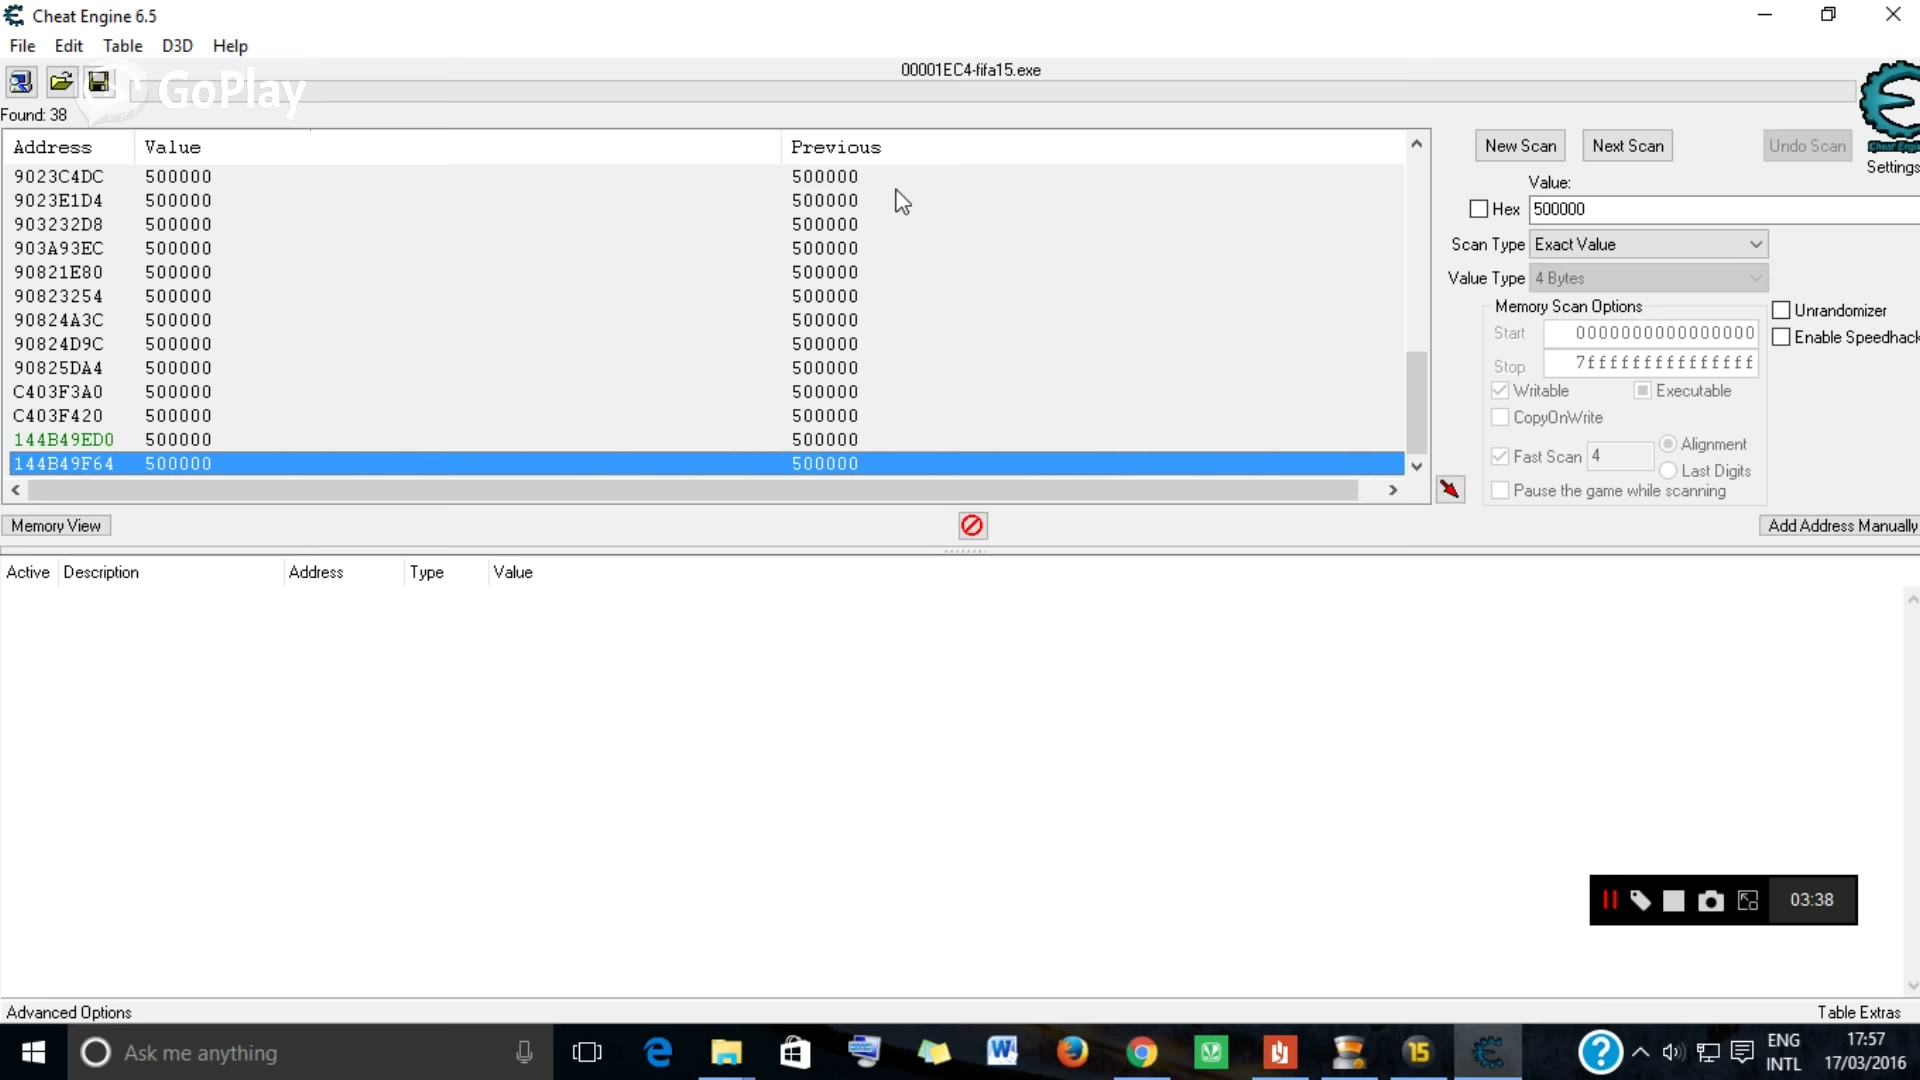 Cheat Engine 6.5
File Edit Table D3D Help
00001EC4-fifa15.exe
GoPlay
Found: 38
Address Value Previous
9023C4DC 500000 500000
9023E1D4 500000 500000
903232D8 500000 500000
903A93EC 500000 500000
90821E80 500000 500000
90823254 500000 500000
90824A3C 500000 500000
90824D9C 500000 500000
90825DA4 500000 500000
C403F3A0 500000 500000
C403F420 500000 500000
144B49ED0 500000 500000
144B49F64 500000 500000
New Scan Next Scan Undo Scan
Settings
Value:
Hex 500000
Scan Type Exact Value
Value Type 4 Bytes
Memory Scan Options
Unrandomizer
Start 0000000000000000
Enable Speedhack
Stop 7fffffffffffffff
Writable Executable
CopyOnWrite
Fast Scan 4 Alignment
Last Digits
Pause the game while scanning
Memory View Add Address Manually
Active Description Address Type Value
03:38
Advanced Options Table Extras
Ask me anything
15
ENG
INTL
17:57
17/03/2016